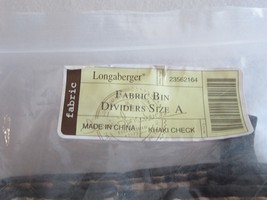 fabric
Longaberger®
23562164
FABRIC BIN
DIVIDERS SIZE A
MADE IN CHINA
KHAKI CHECK